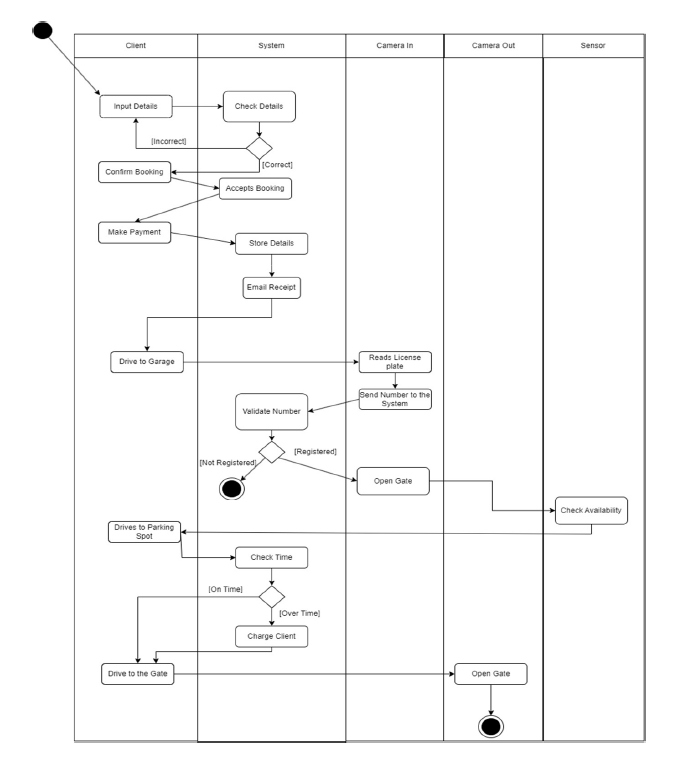 Client
System
Camera In
Camera Out
Sensor
Input Details
Check Details
[Incorrect]
[Correct]
Confirm Booking
Accepts Booking
Make Payment
Store Details
Email Receipt
Drive to Garage
Reads License
plate
Send Number to the
System
Validate Number
[Not Registered]
[Registered]
Open Gate
Check Availability
Drives to Parking
Spot
Check Time
[On Time]
[Over Time]
Charge Client
Drive to the Gate
Open Gate